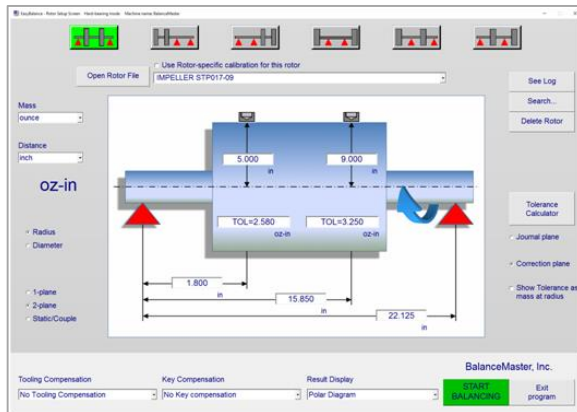 EasyBalance - Rotor Setup Screen Hard-bearing mode Machine name: BalanceMaster
Open Rotor File
Use Rotor-specific calibration for this rotor
IMPELLER STP017-09
See Log
Search...
Delete Rotor
Mass
ounce
Distance
inch
oz-in
Radius
Diameter
1-plane
2-plane
Static/Couple
5.000
in
9.000
in
TOL=2.580
oz-in
TOL=3.250
oz-in
1.800
in
15.850
in
22.125
in
Tolerance
Calculator
Journal plane
Correction plane
Show Tolerance as
mass at radius
BalanceMaster, Inc.
Tooling Compensation
No Tooling Compensation
Key Compensation
No Key compensation
Result Display
Polar Diagram
START
BALANCING
Exit
program